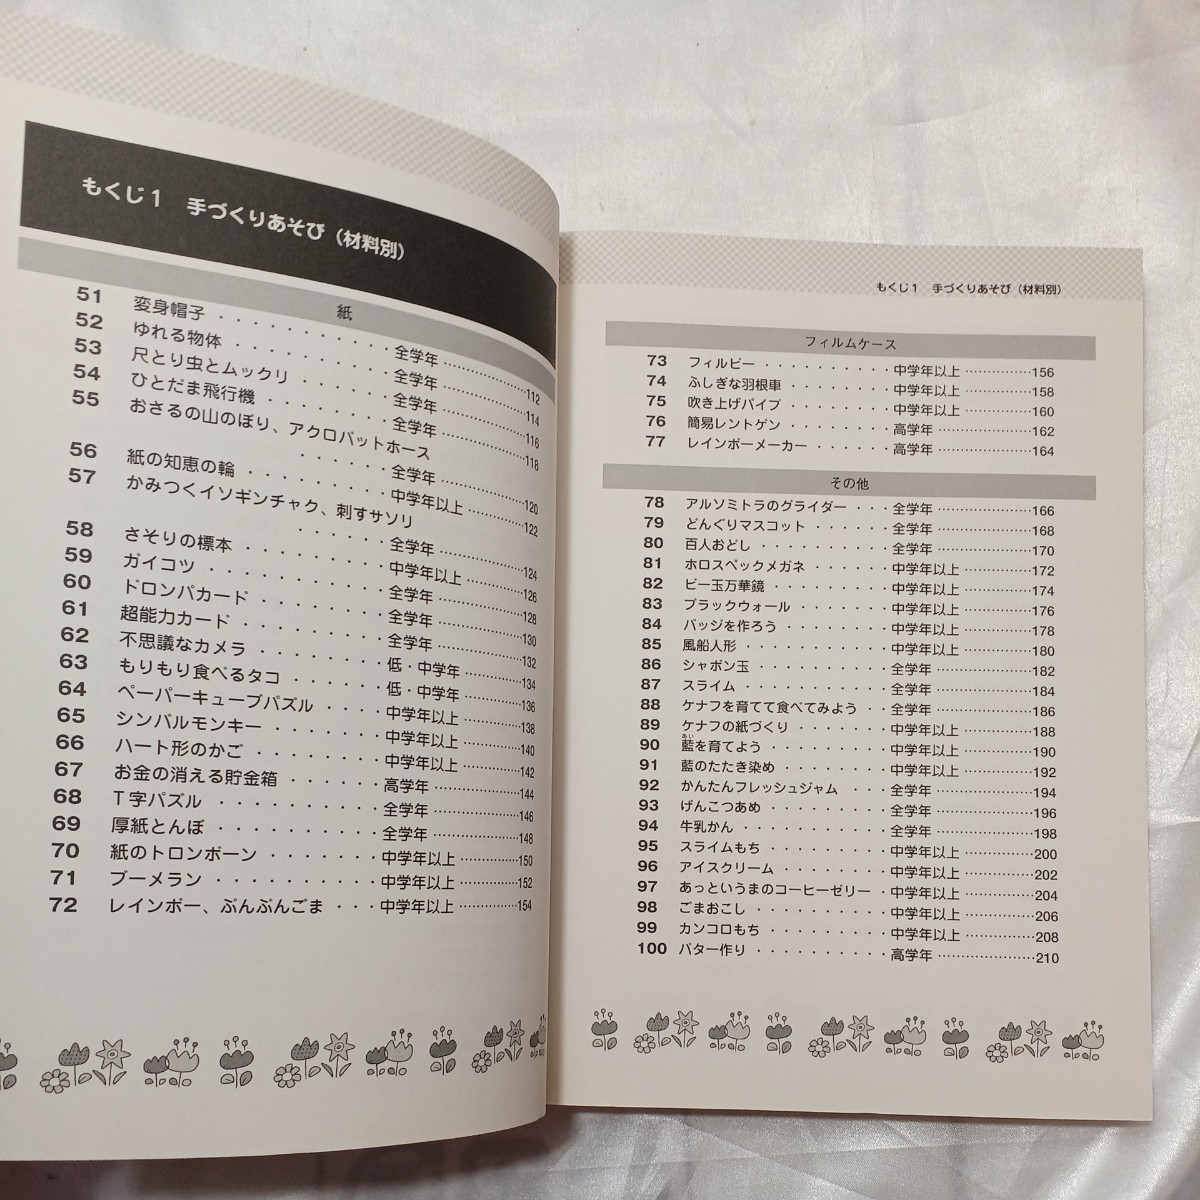 もくじ1　手づくりあそび（材料別）
紙
51　変身帽子・・・・・・・・・・全学年……………112
52　ゆれる物体・・・・・・・・・全学年……………114
53　尺とり虫とムックリ・・・・・全学年……………116
54　ひとだま飛行機・・・・・・・全学年……………118
55　おさるの山のぼり、アクロバットホース
・・・・・全学年……………120
56　紙の知恵の輪・・・・・・・・中学年以上…………122
57　かみつくイソギンチャク、刺すサソリ
・・・・・全学年……………124
58　さそりの標本・・・・・・・・中学年以上…………126
59　ガイコツ・・・・・・・・・・全学年……………128
60　ドロンパカード・・・・・・・全学年……………130
61　超能力カード・・・・・・・・全学年……………132
62　不思議なカメラ・・・・・・・低・中学年…………134
63　もりもり食べるタコ・・・・・低・中学年…………136
64　ペーパーキューブパズル・・・中学年以上…………138
65　シンバルモンキー・・・・・・中学年以上…………140
66　ハート形のかご・・・・・・・中学年以上…………142
67　お金の消える貯金箱・・・・・高学年……………144
68　T字パズル・・・・・・・・・全学年……………146
69　厚紙とんぼ・・・・・・・・・全学年……………148
70　紙のトロンボーン・・・・・・・中学年以上…………150
71　ブーメラン・・・・・・・・・・中学年以上…………152
72　レインボー、ぶんぶんごま・・・中学年以上…………154
もくじ1　手づくりあそび（材料別）
フィルムケース
73　フィルビー・・・・・・・・・・中学年以上…………156
74　ふしぎな羽根車・・・・・・・・中学年以上…………158
75　吹き上げパイプ・・・・・・・・中学年以上…………160
76　簡易レントゲン・・・・・・・・高学年……………162
77　レインボーメーカー・・・・・・高学年……………164
その他
78　アルソミトラのグライダー・・・全学年……………166
79　どんぐりマスコット・・・・・・全学年……………168
80　百人おどし・・・・・・・・・・全学年……………170
81　ホロスペックメガネ・・・・・・中学年以上…………172
82　ビー玉万華鏡・・・・・・・・・中学年以上…………174
83　ブラックウォール・・・・・・・中学年以上…………176
84　バッジを作ろう・・・・・・・・中学年以上…………178
85　風船人形・・・・・・・・・・・中学年以上…………180
86　シャボン玉・・・・・・・・・・全学年……………182
87　スライム・・・・・・・・・・・全学年……………184
88　ケナフを育てて食べてみよう・・全学年……………186
89　ケナフの紙づくり・・・・・・・中学年以上…………188
90　藍（あい）を育てよう・・・・・・・・・中学年以上…………190
91　藍のたたき染め・・・・・・・・中学年以上…………192
92　かんたんフレッシュジャム・・・全学年……………194
93　げんこつあめ・・・・・・・・・全学年……………196
94　牛乳かん・・・・・・・・・・・全学年……………198
95　スライムもち・・・・・・・・・中学年以上…………200
96　アイスクリーム・・・・・・・・中学年以上…………202
97　あっというまのコーヒーゼリー・中学年以上…………204
98　ごまおこし・・・・・・・・・・中学年以上…………206
99　カンコロもち・・・・・・・・・中学年以上…………208
100　バター作り・・・・・・・・・・高学年……………210